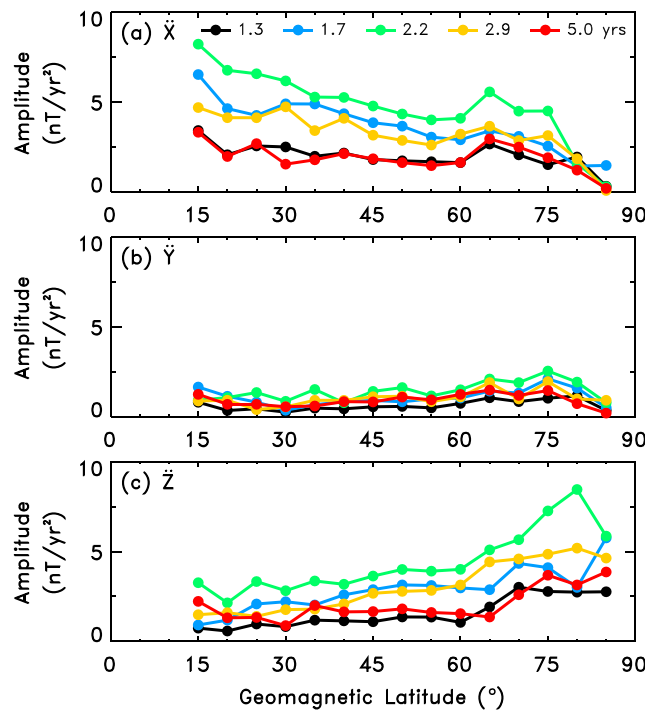 (a) Ẍ 1.3 1.7 2.2 2.9 5.0 yrs
10
5
0
Amplitude
(nT/yr²)
0 15 30 45 60 75 90
(b) Ÿ
10
5
0
Amplitude
(nT/yr²)
0 15 30 45 60 75 90
(c) Z̈
10
5
0
Amplitude
(nT/yr²)
0 15 30 45 60 75 90
Geomagnetic Latitude (°)